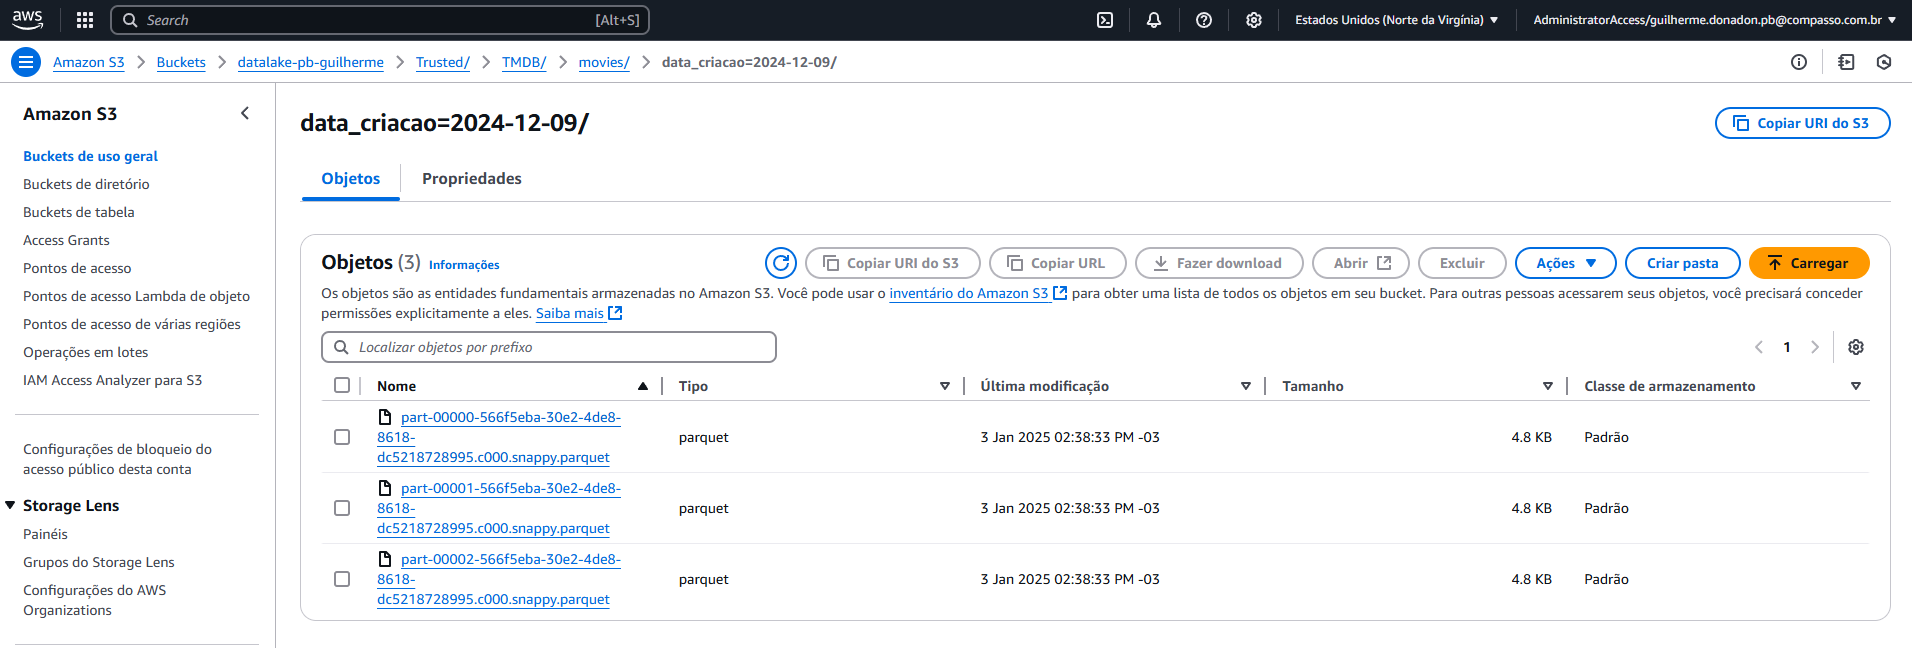 aws
Search [Alt+S]
Estados Unidos (Norte da Virgínia) AdministratorAccess/guilherme.donadon.pb@compasso.com.br
Amazon S3 Buckets datalake-pb-guilherme Trusted/ TMDB/ movies/ data_criacao=2024-12-09/
Amazon S3
Buckets de uso geral
Buckets de diretório
Buckets de tabela
Access Grants
Pontos de acesso
Pontos de acesso Lambda de objeto
Pontos de acesso de várias regiões
Operações em lotes
IAM Access Analyzer para S3
Configurações de bloqueio do
acesso público desta conta
Storage Lens
Painéis
Grupos do Storage Lens
Configurações do AWS
Organizations
data_criacao=2024-12-09/
Copiar URI do S3
Objetos Propriedades
Objetos (3) Informações
Copiar URI do S3 Copiar URL Fazer download Abrir Excluir Ações Criar pasta Carregar
Os objetos são as entidades fundamentais armazenadas no Amazon S3. Você pode usar o inventário do Amazon S3 para obter uma lista de todos os objetos em seu bucket. Para outras pessoas acessarem seus objetos, você precisará conceder
permissões explicitamente a eles. Saiba mais
Localizar objetos por prefixo
1
Nome Tipo Última modificação Tamanho Classe de armazenamento
part-00000-566f5eba-30e2-4de8-
8618-
dc5218728995.c000.snappy.parquet
parquet 3 Jan 2025 02:38:33 PM -03 4.8 KB Padrão
part-00001-566f5eba-30e2-4de8-
8618-
dc5218728995.c000.snappy.parquet
parquet 3 Jan 2025 02:38:33 PM -03 4.8 KB Padrão
part-00002-566f5eba-30e2-4de8-
8618-
dc5218728995.c000.snappy.parquet
parquet 3 Jan 2025 02:38:33 PM -03 4.8 KB Padrão